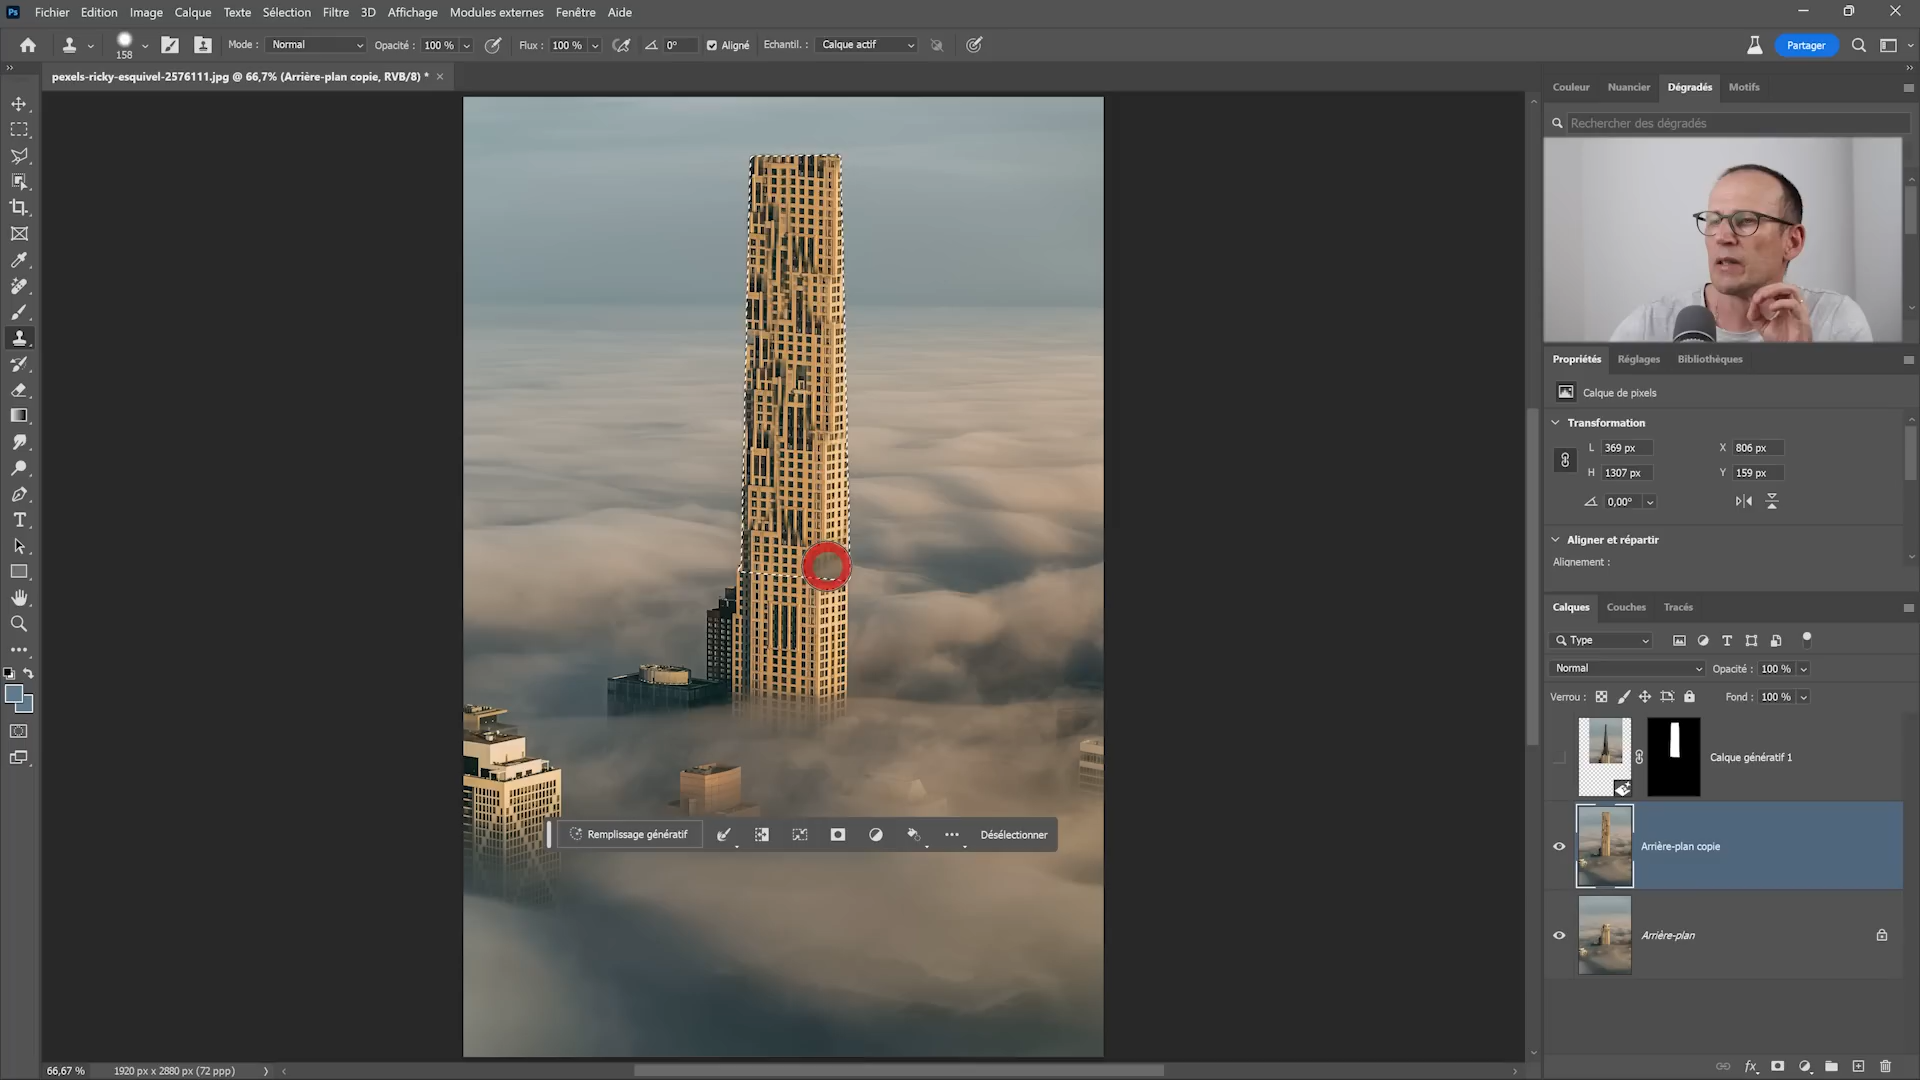 Ps Fichier Edition Image Calque Texte Sélection Filtre 3D Affichage Modules externes Fenêtre Aide
158 Mode : Normal Opacité : 100 % Flux : 100 % 0° Aligné Echantil. : Calque actif Partager
pexels-ricky-esquivel-2576111.jpg @ 66,7% (Arrière-plan copie, RVB/8) *
Couleur Nuancier Dégradés Motifs
Rechercher des dégradés
Propriétés Réglages Bibliothèques
Calque de pixels
Transformation
L 369 px X 806 px
H 1307 px Y 159 px
0,00°
Aligner et répartir
Alignement :
Calques Couches Tracés
Type
Normal Opacité : 100 %
Verrou : Fond : 100 %
Calque génératif 1
Arrière-plan copie
Arrière-plan
Remplissage génératif Désélectionner
66,67 % 1920 px x 2880 px (72 ppp)
fx